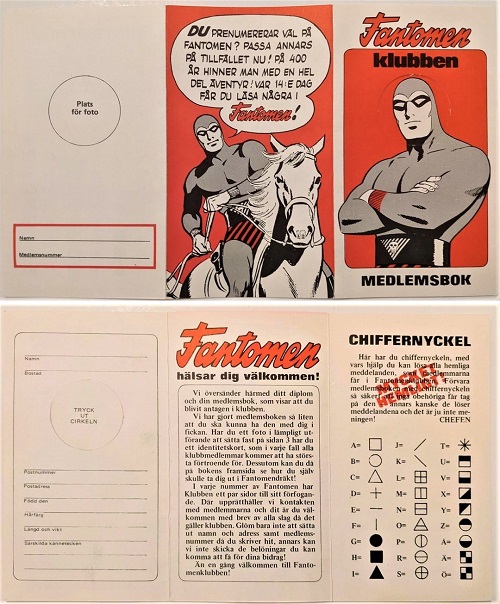 Plats
för foto
Namn
Medlemsnummer
DU PRENUMERERAR VÄL PÅ
FANTOMEN? PASSA ANNARS
PÅ TILLFÄLLET NU! PÅ 400
ÅR HINNER MAN MED EN HEL
DEL ÄVENTYR! VAR 14:E DAG
FÅR DU LÄSA NÅGRA I
Fantomen!
Fantomen
klubben
MEDLEMSBOK
Namn
Bostad
TRYCK
UT
CIRKELN
Postnummer
Postadress
Född den
Hårfärg
Längd och vikt
Särskilda kännetecken
Fantomen
hälsar dig välkommen!
Vi översänder härmed ditt diplom
och din medlemsbok, som visar att du
blivit antagen i klubben.
Vi har gjort medlemsboken så liten
att du ska kunna ha den med dig i
fickan. Har du ett foto i lämpligt ut-
förande att sätta fast på sidan 3 har du
ett identitetskort, som i varje fall alla
klubbmedlemmar kommer att ha förs-
ta förtroende för. Dessutom kan du då
på bokens framsida se hur du själv
skulle ta dig ut i Fantomendräkt!
I varje nummer av Fantomen har
Klubben ett par sidor till sitt förfogan-
de. Där upprätthåller vi kontakten
med medlemmarna och dit är du väl-
kommen med brev av alla slag då det
gäller klubben. Glöm bara inte att sätta
ut namn och adress samt medlems-
nummer då du skriver hit, annars kan
vi inte skicka de belöningar du kan
komma att få för dina bidrag!
Än en gång välkommen till Fanto-
menklubben!
CHIFFERNYCKEL
Här har du chiffernyckeln, med
vars hjälp du kan lösa alla hemliga
meddelanden, som medlemmarna
får i Fantomen. Förvara
medlemsboken och chiffernyckeln
så säkert att inga obehöriga får tag
på den – annars kanske de löser
meddelandena och det är ju inte me-
ningen! CHEFEN
MYCKET
HEMLIGT!
A= J= T=
B= K= U=
C= L= V=
D= M= X=
E= N= Y=
F= O= Z=
G= P= Å=
H= R= Ä=
I= S= Ö=